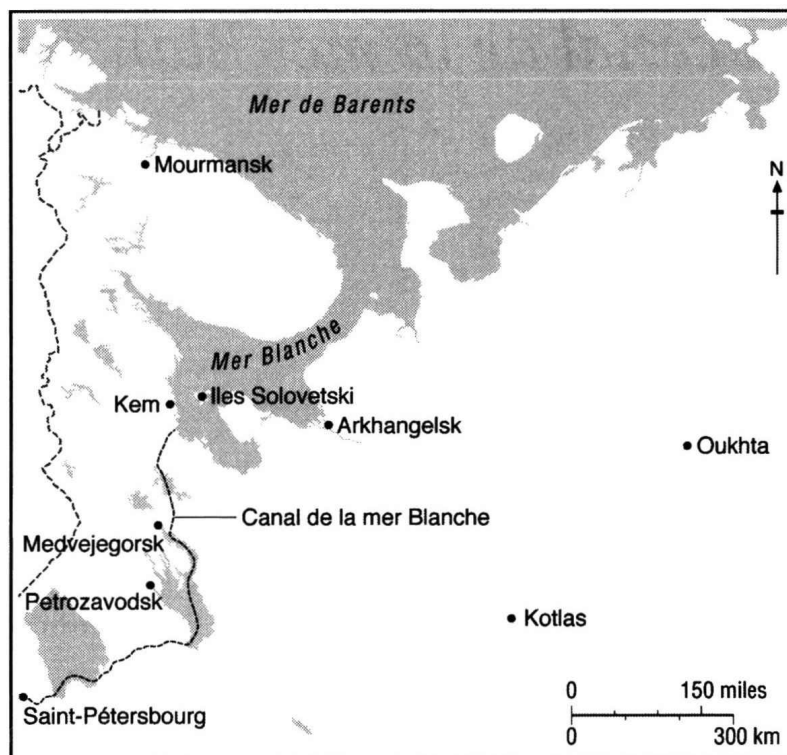 Mer de Barents
Mourmansk
N
Mer Blanche
Iles Solovetski
Kem
Arkhangelsk
Oukhta
Canal de la mer Blanche
Medvejegorsk
Petrozavodsk
Kotlas
0 150 miles
Saint-Pétersbourg
0 300 km